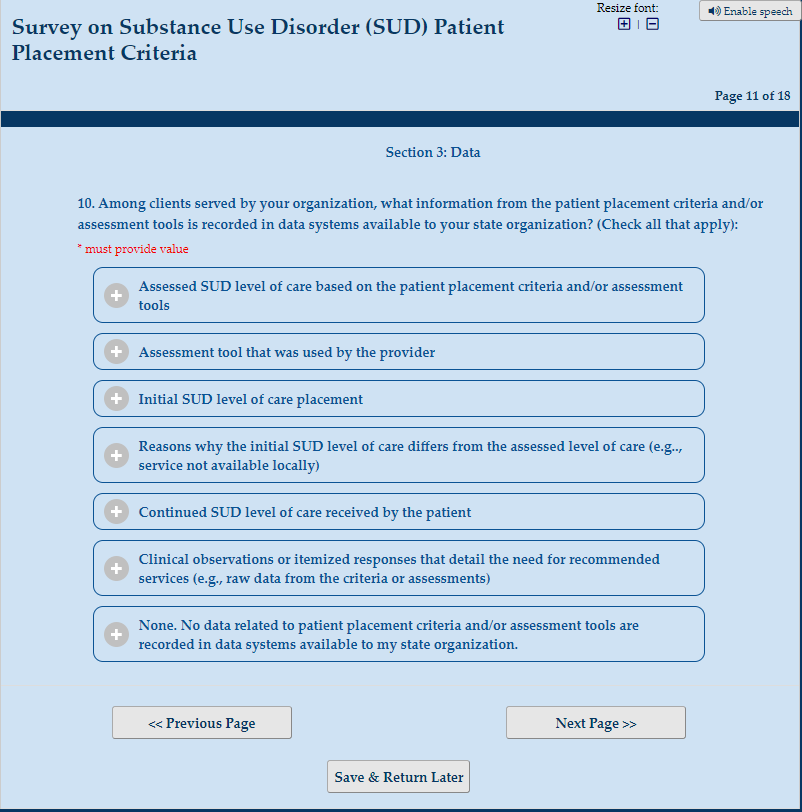 Resize font:
Enable speech
Survey on Substance Use Disorder (SUD) Patient
Placement Criteria
Page 11 of 18
Section 3: Data
10. Among clients served by your organization, what information from the patient placement criteria and/or
assessment tools is recorded in data systems available to your state organization? (Check all that apply):
* must provide value
Assessed SUD level of care based on the patient placement criteria and/or assessment
tools
Assessment tool that was used by the provider
Initial SUD level of care placement
Reasons why the initial SUD level of care differs from the assessed level of care (e.g..,
service not available locally)
Continued SUD level of care received by the patient
Clinical observations or itemized responses that detail the need for recommended
services (e.g., raw data from the criteria or assessments)
None. No data related to patient placement criteria and/or assessment tools are
recorded in data systems available to my state organization.
<< Previous Page
Next Page >>
Save & Return Later